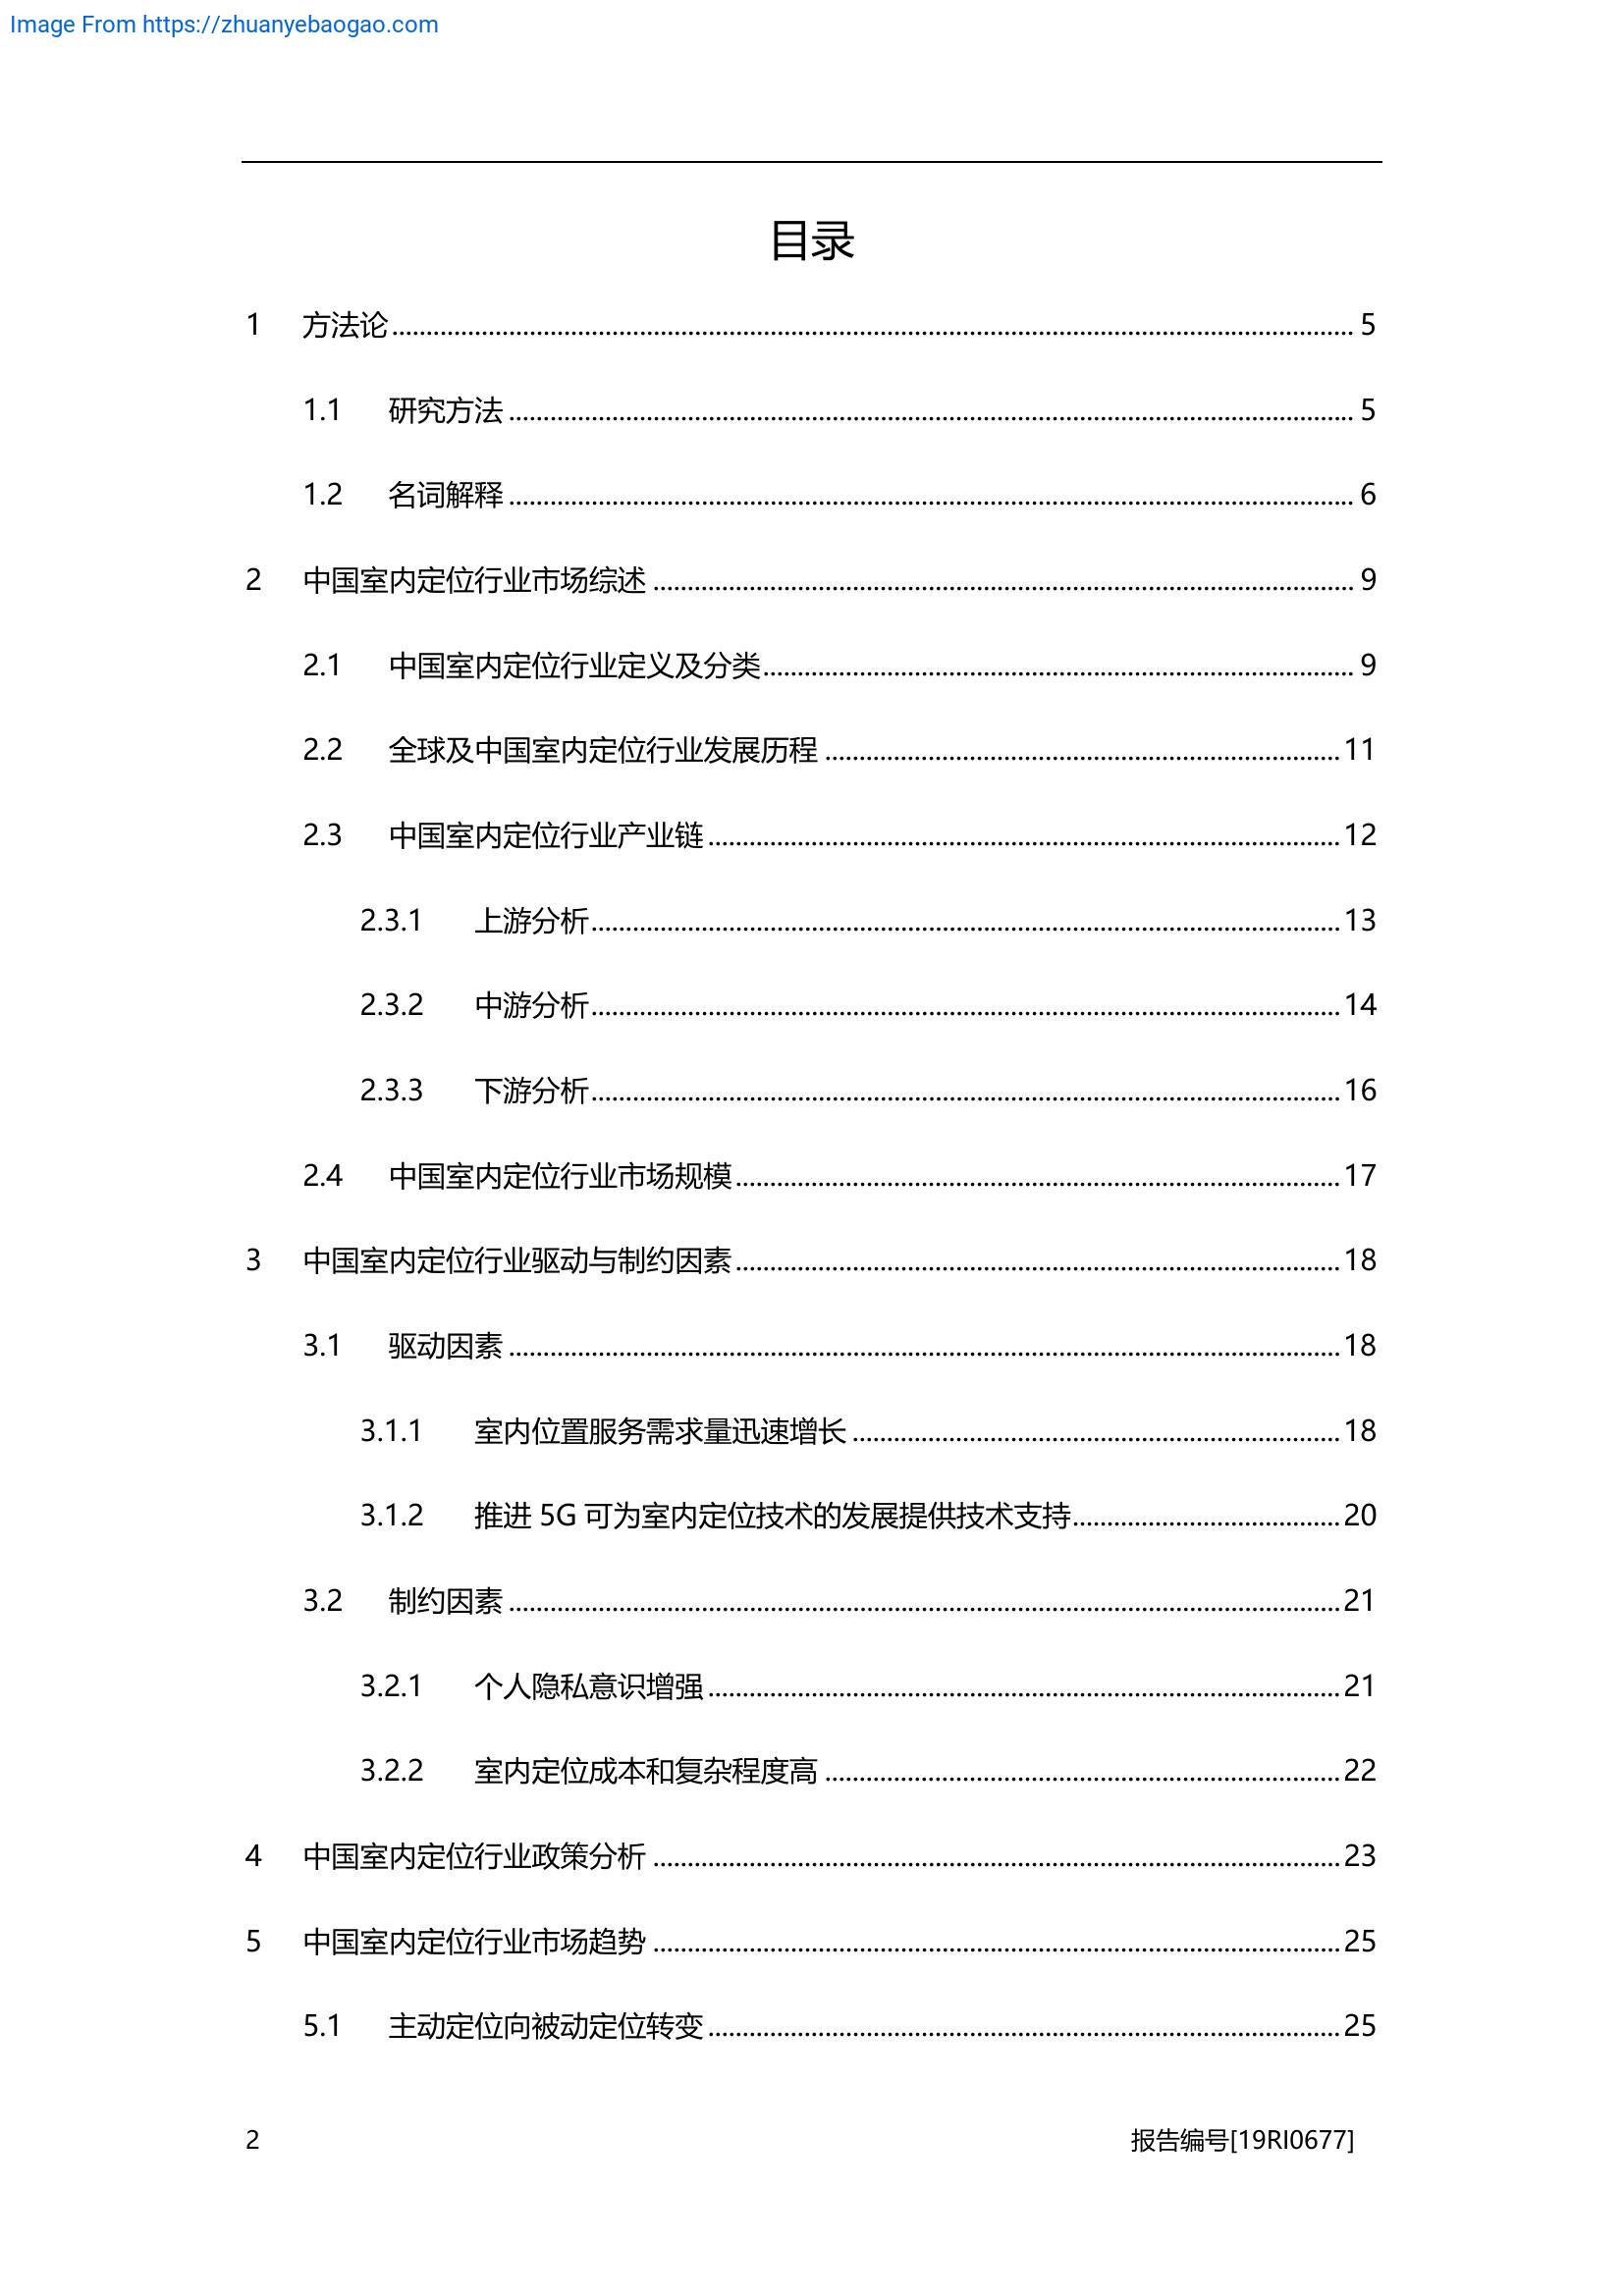 Image From https://zhuanyebaogao.com
目录
1 方法论 5
1.1 研究方法 5
1.2 名词解释 6
2 中国室内定位行业市场综述 9
2.1 中国室内定位行业定义及分类 9
2.2 全球及中国室内定位行业发展历程 11
2.3 中国室内定位行业产业链 12
2.3.1 上游分析 13
2.3.2 中游分析 14
2.3.3 下游分析 16
2.4 中国室内定位行业市场规模 17
3 中国室内定位行业驱动与制约因素 18
3.1 驱动因素 18
3.1.1 室内位置服务需求量迅速增长 18
3.1.2 推进 5G 可为室内定位技术的发展提供技术支持 20
3.2 制约因素 21
3.2.1 个人隐私意识增强 21
3.2.2 室内定位成本和复杂程度高 22
4 中国室内定位行业政策分析 23
5 中国室内定位行业市场趋势 25
5.1 主动定位向被动定位转变 25
2 报告编号[19RI0677]